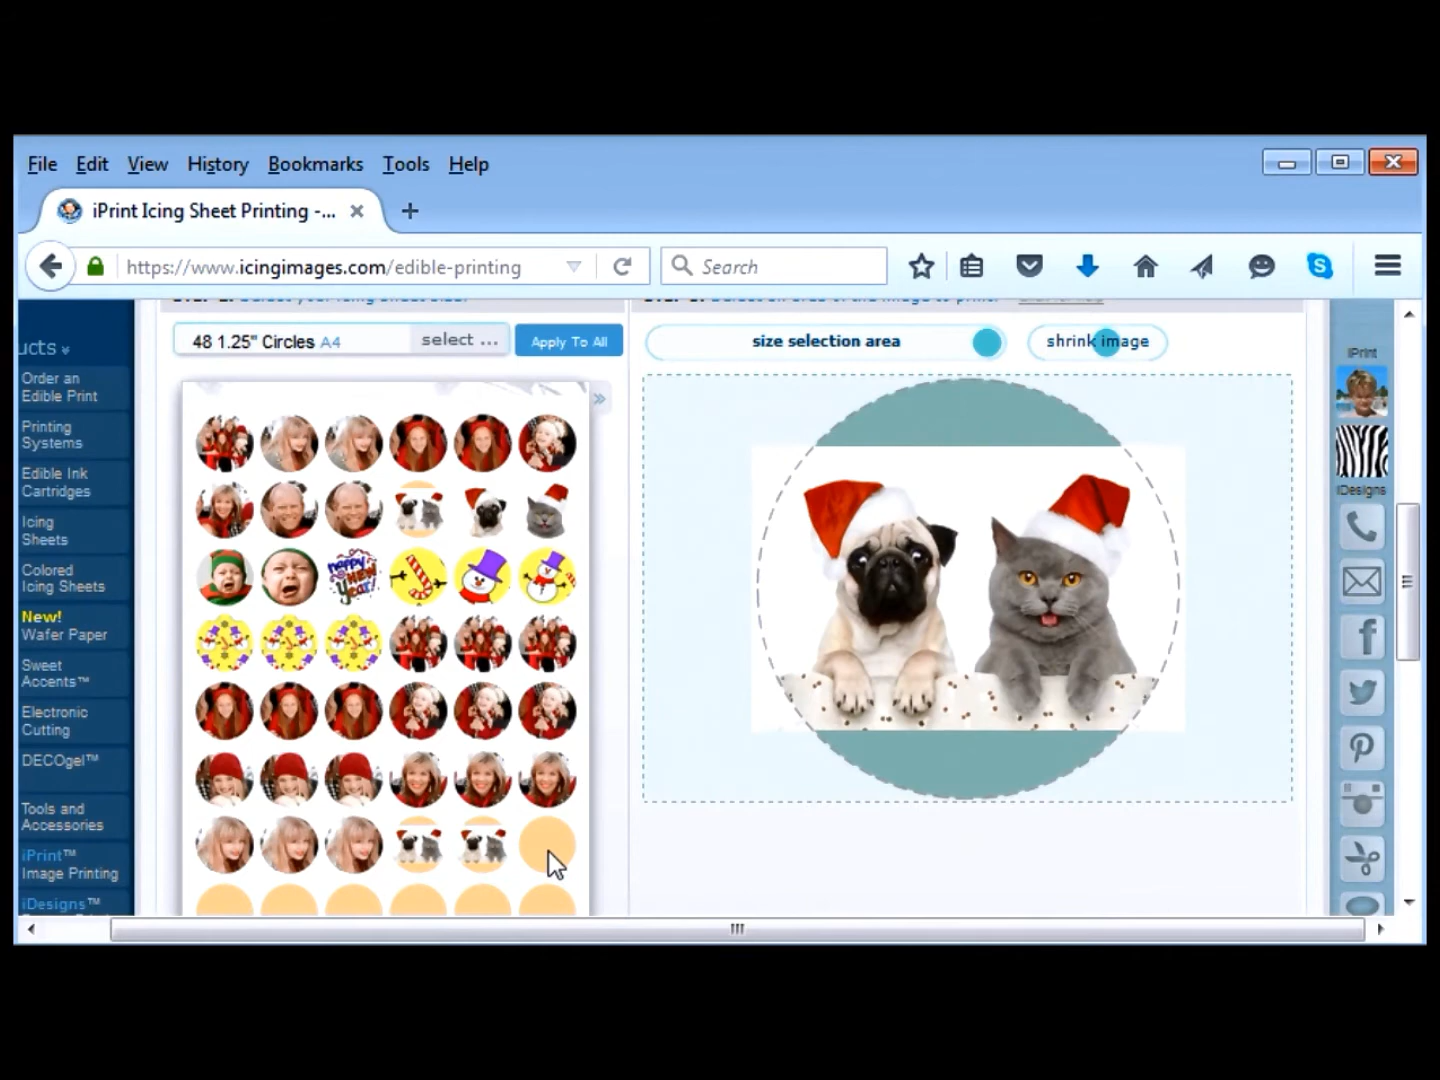 File Edit View History Bookmarks Tools Help
iPrint Icing Sheet Printing -...
https://www.icingimages.com/edible-printing
Search
ucts
Order an
Edible Print
Printing
Systems
Edible Ink
Cartridges
Icing
Sheets
Colored
Icing Sheets
New!
Wafer Paper
Sweet
Accents™
Electronic
Cutting
DECOgel™
Tools and
Accessories
iPrint™
Image Printing
iDesigns™
48 1.25" Circles A4
select ...
Apply To All
HAPPY
NEW
YEAR!
size selection area
shrink image
iPrint
iDesigns